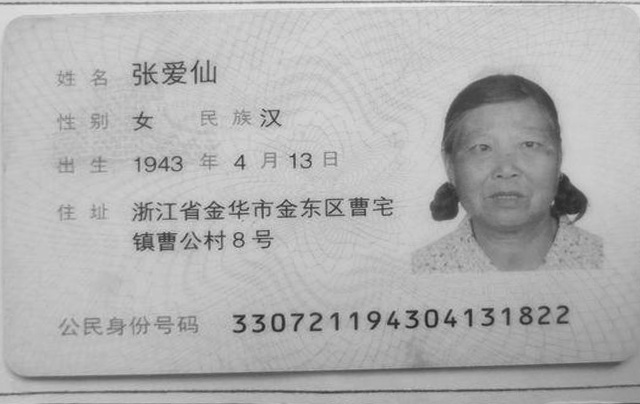 姓名 张爱仙
性别 女 民族 汉
出生 1943 年 4 月 13 日
住址 浙江省金华市金东区曹宅
镇曹公村8号
公民身份号码 330721194304131822